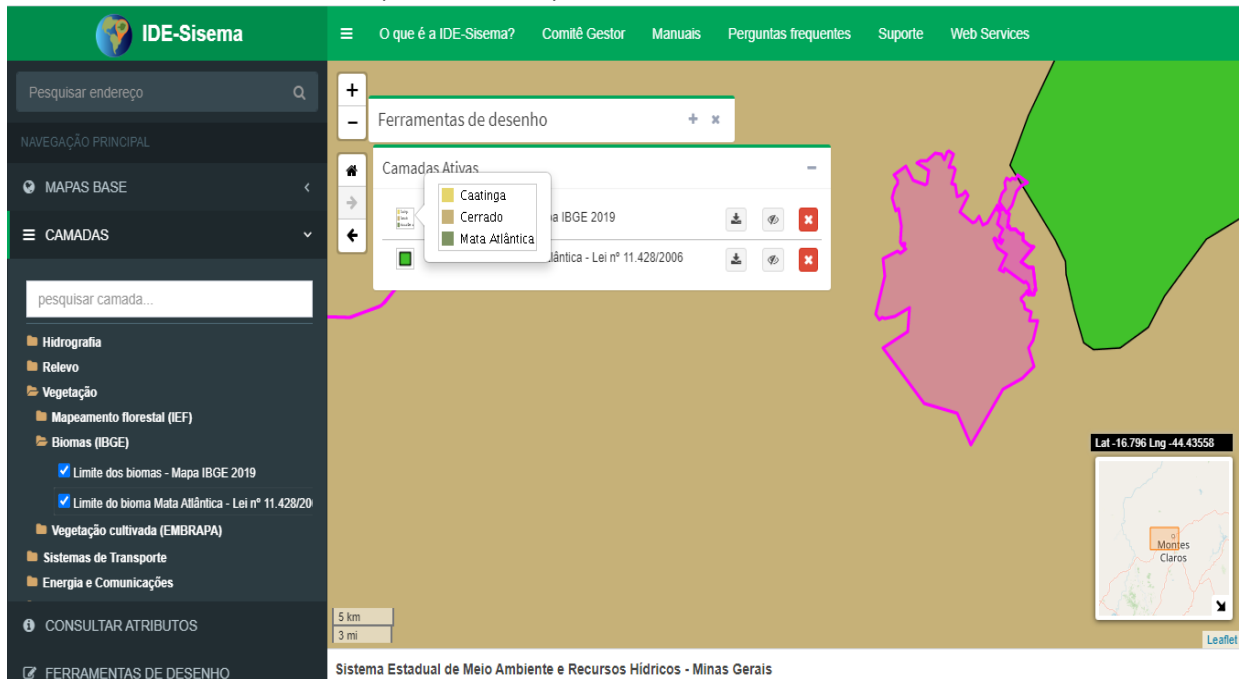 IDE-Sisema
O que é a IDE-Sisema? Comitê Gestor Manuais Perguntas frequentes Suporte Web Services
Pesquisar endereço
NAVEGAÇÃO PRINCIPAL
MAPAS BASE
CAMADAS
pesquisar camada...
Hidrografia
Relevo
Vegetação
Mapeamento florestal (IEF)
Biomas (IBGE)
Limite dos biomas - Mapa IBGE 2019
Limite do bioma Mata Atlântica - Lei nº 11.428/20
Vegetação cultivada (EMBRAPA)
Sistemas de Transporte
Energia e Comunicações
CONSULTAR ATRIBUTOS
FERRAMENTAS DE DESENHO
+
−
Ferramentas de desenho
Camadas Ativas
Caatinga
Cerrado
Mata Atlântica
a IBGE 2019
lântica - Lei nº 11.428/2006
Lat -16.796 Lng -44.43558
Montes
Claros
5 km
3 mi
Leaflet
Sistema Estadual de Meio Ambiente e Recursos Hídricos - Minas Gerais